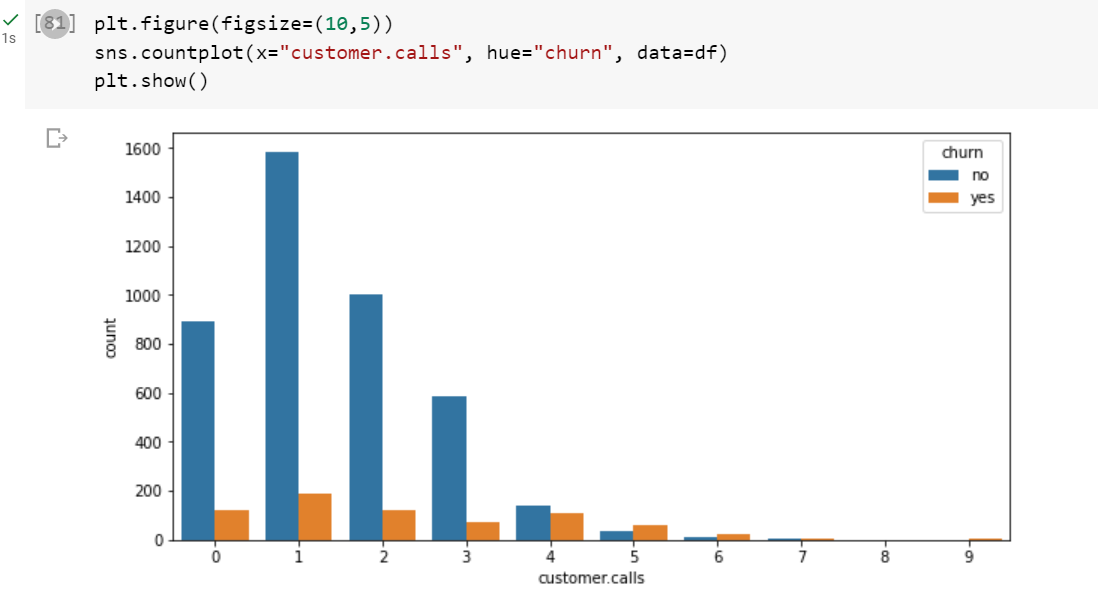 [81] plt.figure(figsize=(10,5))
1s
sns.countplot(x="customer.calls", hue="churn", data=df)
plt.show()
churn
no
yes
1600
1400
1200
1000
800
600
400
200
0
count
0 1 2 3 4 5 6 7 8 9
customer.calls